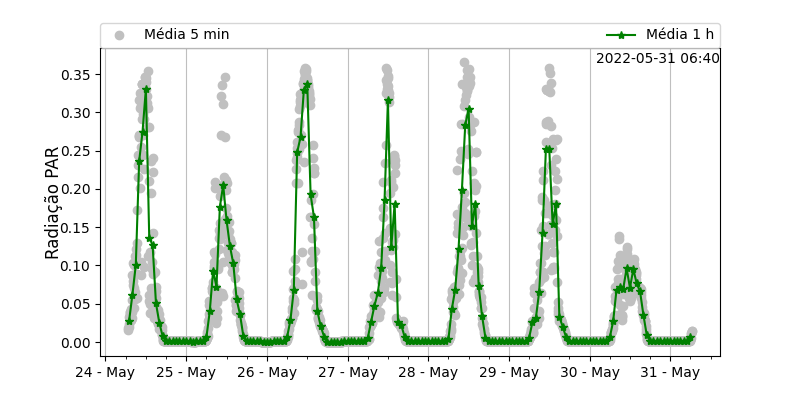 Média 5 min
Média 1 h
2022-05-31 06:40
Radiação PAR
0.35
0.30
0.25
0.20
0.15
0.10
0.05
0.00
24 - May
25 - May
26 - May
27 - May
28 - May
29 - May
30 - May
31 - May